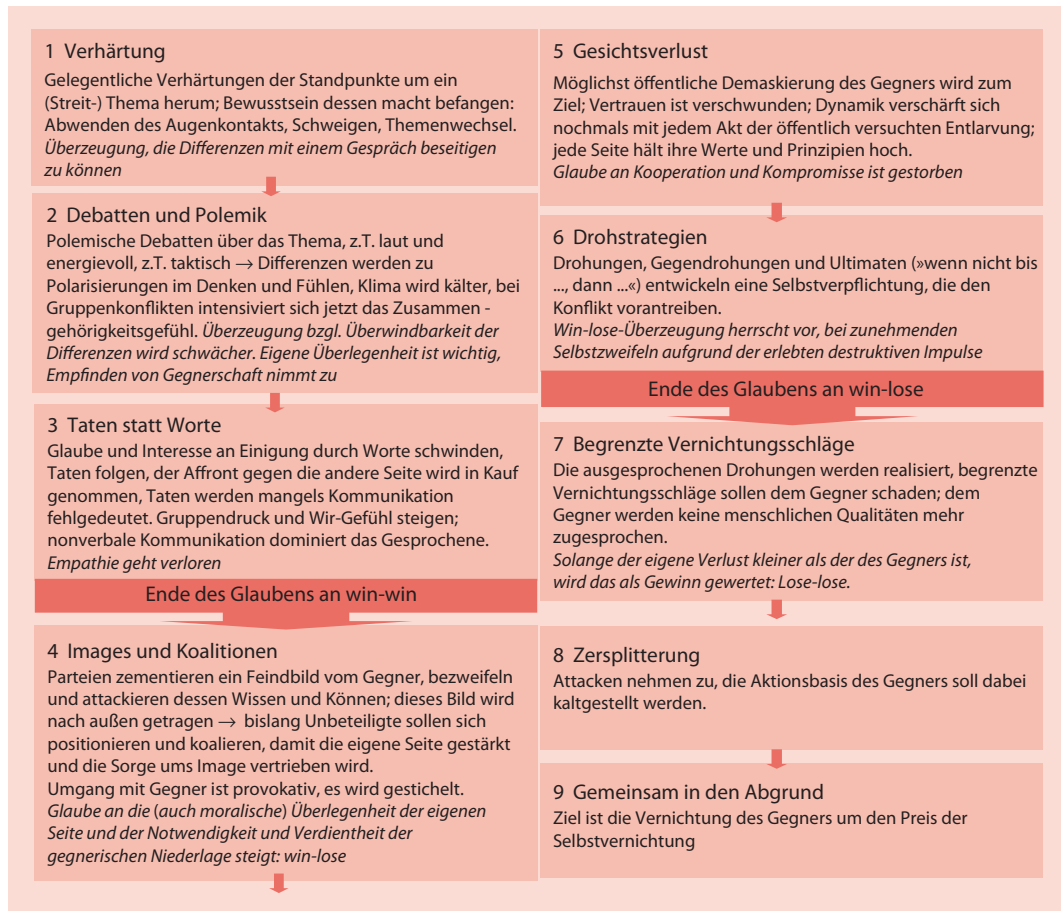 1 Verhärtung
Gelegentliche Verhärtungen der Standpunkte um ein
(Streit-) Thema herum; Bewusstsein dessen macht befangen:
Abwenden des Augenkontakts, Schweigen, Themenwechsel.
Überzeugung, die Differenzen mit einem Gespräch beseitigen
zu können
2 Debatten und Polemik
Polemische Debatten über das Thema, z.T. laut und
energievoll, z.T. taktisch → Differenzen werden zu
Polarisierungen im Denken und Fühlen, Klima wird kälter, bei
Gruppenkonflikten intensiviert sich jetzt das Zusammen -
gehörigkeitsgefühl. Überzeugung bzgl. Überwindbarkeit der
Differenzen wird schwächer. Eigene Überlegenheit ist wichtig,
Empfinden von Gegnerschaft nimmt zu
3 Taten statt Worte
Glaube und Interesse an Einigung durch Worte schwinden,
Taten folgen, der Affront gegen die andere Seite wird in Kauf
genommen, Taten werden mangels Kommunikation
fehlgedeutet. Gruppendruck und Wir-Gefühl steigen;
nonverbale Kommunikation dominiert das Gesprochene.
Empathie geht verloren
Ende des Glaubens an win-win
4 Images und Koalitionen
Parteien zementieren ein Feindbild vom Gegner, bezweifeln
und attackieren dessen Wissen und Können; dieses Bild wird
nach außen getragen → bislang Unbeteiligte sollen sich
positionieren und koalieren, damit die eigene Seite gestärkt
und die Sorge ums Image vertrieben wird.
Umgang mit Gegner ist provokativ, es wird gestichelt.
Glaube an die (auch moralische) Überlegenheit der eigenen
Seite und der Notwendigkeit und Verdientheit der
gegnerischen Niederlage steigt: win-lose
5 Gesichtsverlust
Möglichst öffentliche Demaskierung des Gegners wird zum
Ziel; Vertrauen ist verschwunden; Dynamik verschärft sich
nochmals mit jedem Akt der öffentlich versuchten Entlarvung;
jede Seite hält ihre Werte und Prinzipien hoch.
Glaube an Kooperation und Kompromisse ist gestorben
6 Drohstrategien
Drohungen, Gegendrohungen und Ultimaten (»wenn nicht bis
..., dann ...«) entwickeln eine Selbstverpflichtung, die den
Konflikt vorantreiben.
Win-lose-Überzeugung herrscht vor, bei zunehmenden
Selbstzweifeln aufgrund der erlebten destruktiven Impulse
Ende des Glaubens an win-lose
7 Begrenzte Vernichtungsschläge
Die ausgesprochenen Drohungen werden realisiert, begrenzte
Vernichtungsschläge sollen dem Gegner schaden; dem
Gegner werden keine menschlichen Qualitäten mehr
zugesprochen.
Solange der eigene Verlust kleiner als der des Gegners ist,
wird das als Gewinn gewertet: Lose-lose.
8 Zersplitterung
Attacken nehmen zu, die Aktionsbasis des Gegners soll dabei
kaltgestellt werden.
9 Gemeinsam in den Abgrund
Ziel ist die Vernichtung des Gegners um den Preis der
Selbstvernichtung